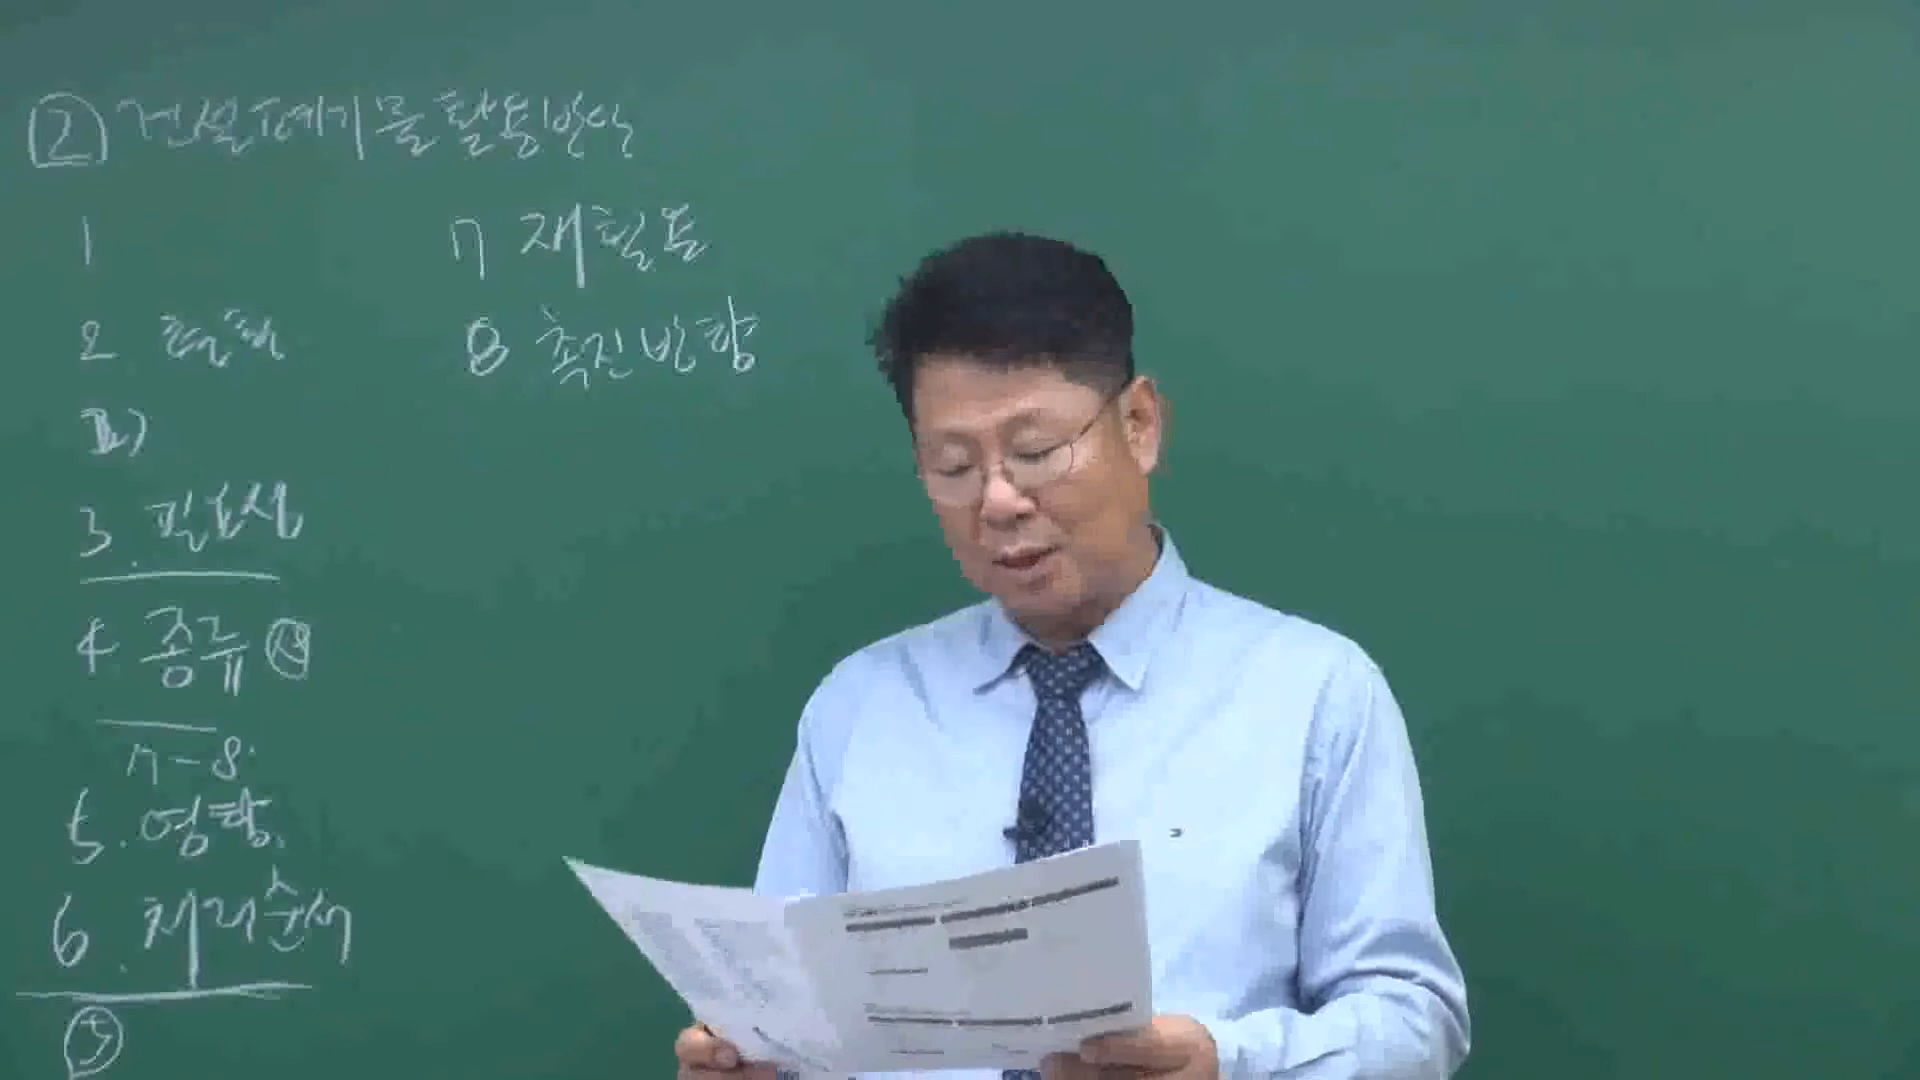 ② 건설폐기물 활용방안
1
2 현황
Ⅱ)
3. 필요성
4. 종류
7-8.
5. 영향.
6. 처리순서
7 재활용
8 촉진방향